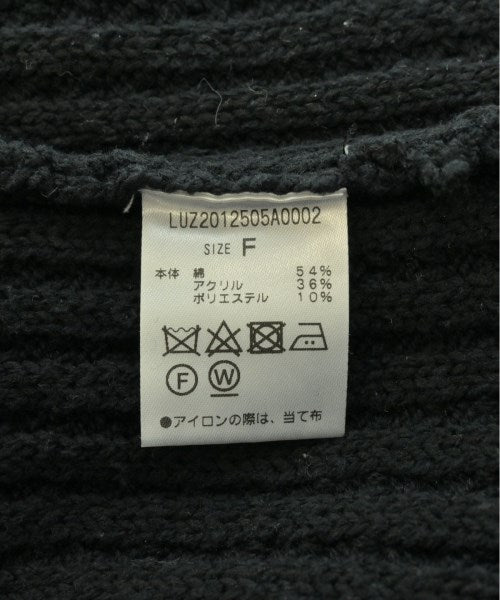 LUZ2012505A0002
SIZE F
本体 綿 54%
アクリル 36%
ポリエステル 10%
F W
●アイロンの際は、当て布